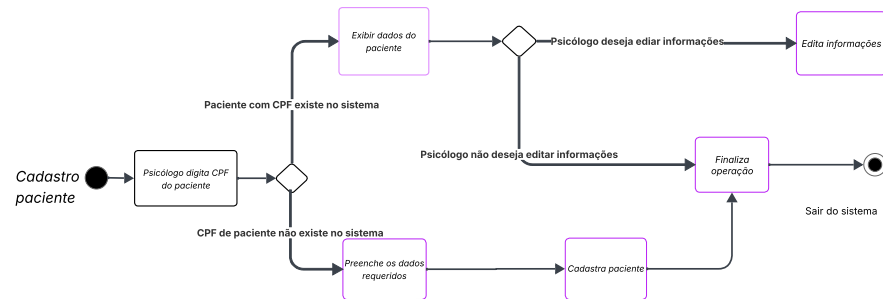 Exibir dados do
paciente
Psicólogo deseja ediar informações
Edita informações
Paciente com CPF existe no sistema
Cadastro
paciente
Psicólogo digita CPF
do paciente
Psicólogo não deseja editar informações
Finaliza
operação
Sair do sistema
CPF de paciente não existe no sistema
Preenche os dados
requeridos
Cadastra paciente